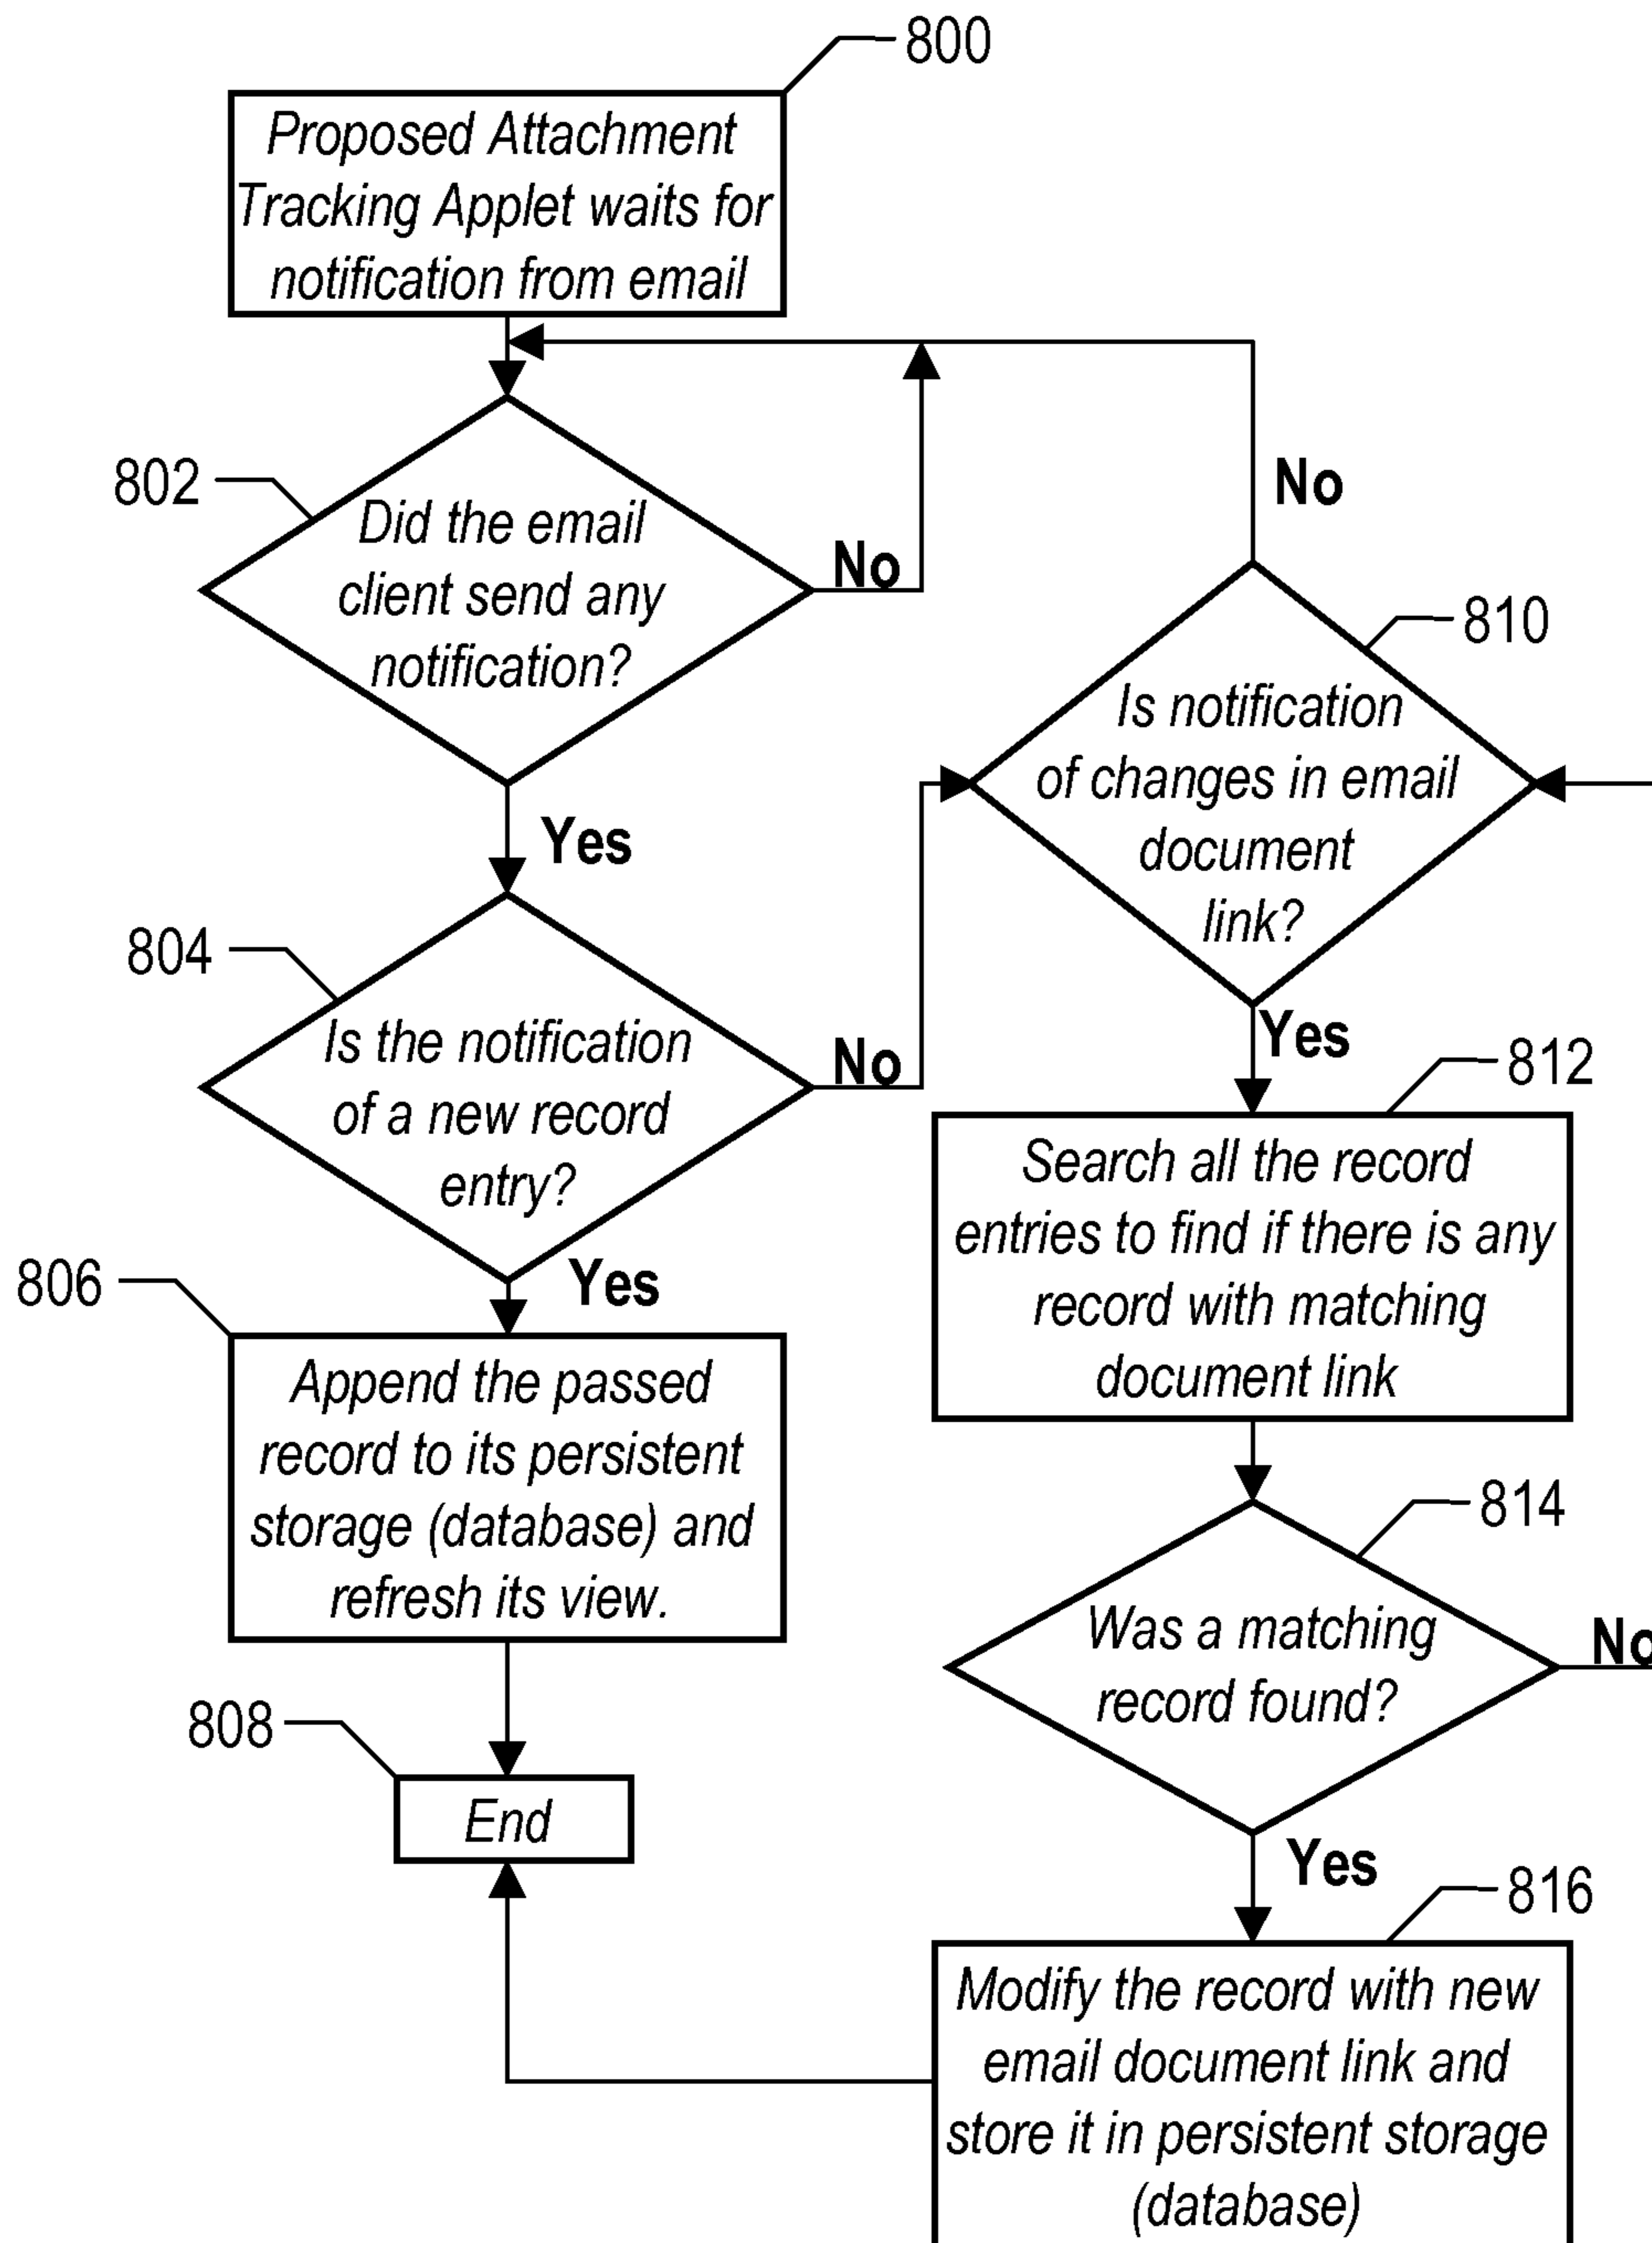 800
Proposed Attachment
Tracking Applet waits for
notification from email
802
Did the email
client send any
notification?
No
Yes
804
Is the notification
of a new record
entry?
No
Yes
806
Append the passed
record to its persistent
storage (database) and
refresh its view.
808
End
No
810
Is notification
of changes in email
document
link?
Yes
812
Search all the record
entries to find if there is any
record with matching
document link
814
Was a matching
record found?
No
Yes
816
Modify the record with new
email document link and
store it in persistent storage
(database)